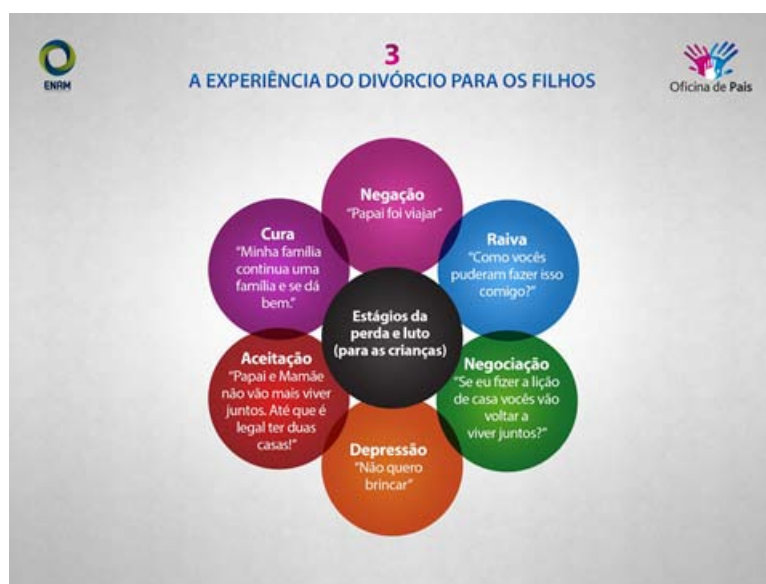 ENAM
3
A EXPERIÊNCIA DO DIVÓRCIO PARA OS FILHOS
Oficina de Pais
Negação
"Papai foi viajar"
Raiva
"Como vocês
puderam fazer isso
comigo?"
Negociação
"Se eu fizer a lição
de casa vocês vão
voltar a
viver juntos?"
Depressão
"Não quero
brincar"
Aceitação
"Papai e Mamãe
não vão mais viver
juntos. Até que é
legal ter duas
casas!"
Cura
"Minha família
continua uma
família e se dá
bem."
Estágios da
perda e luto
(para as crianças)